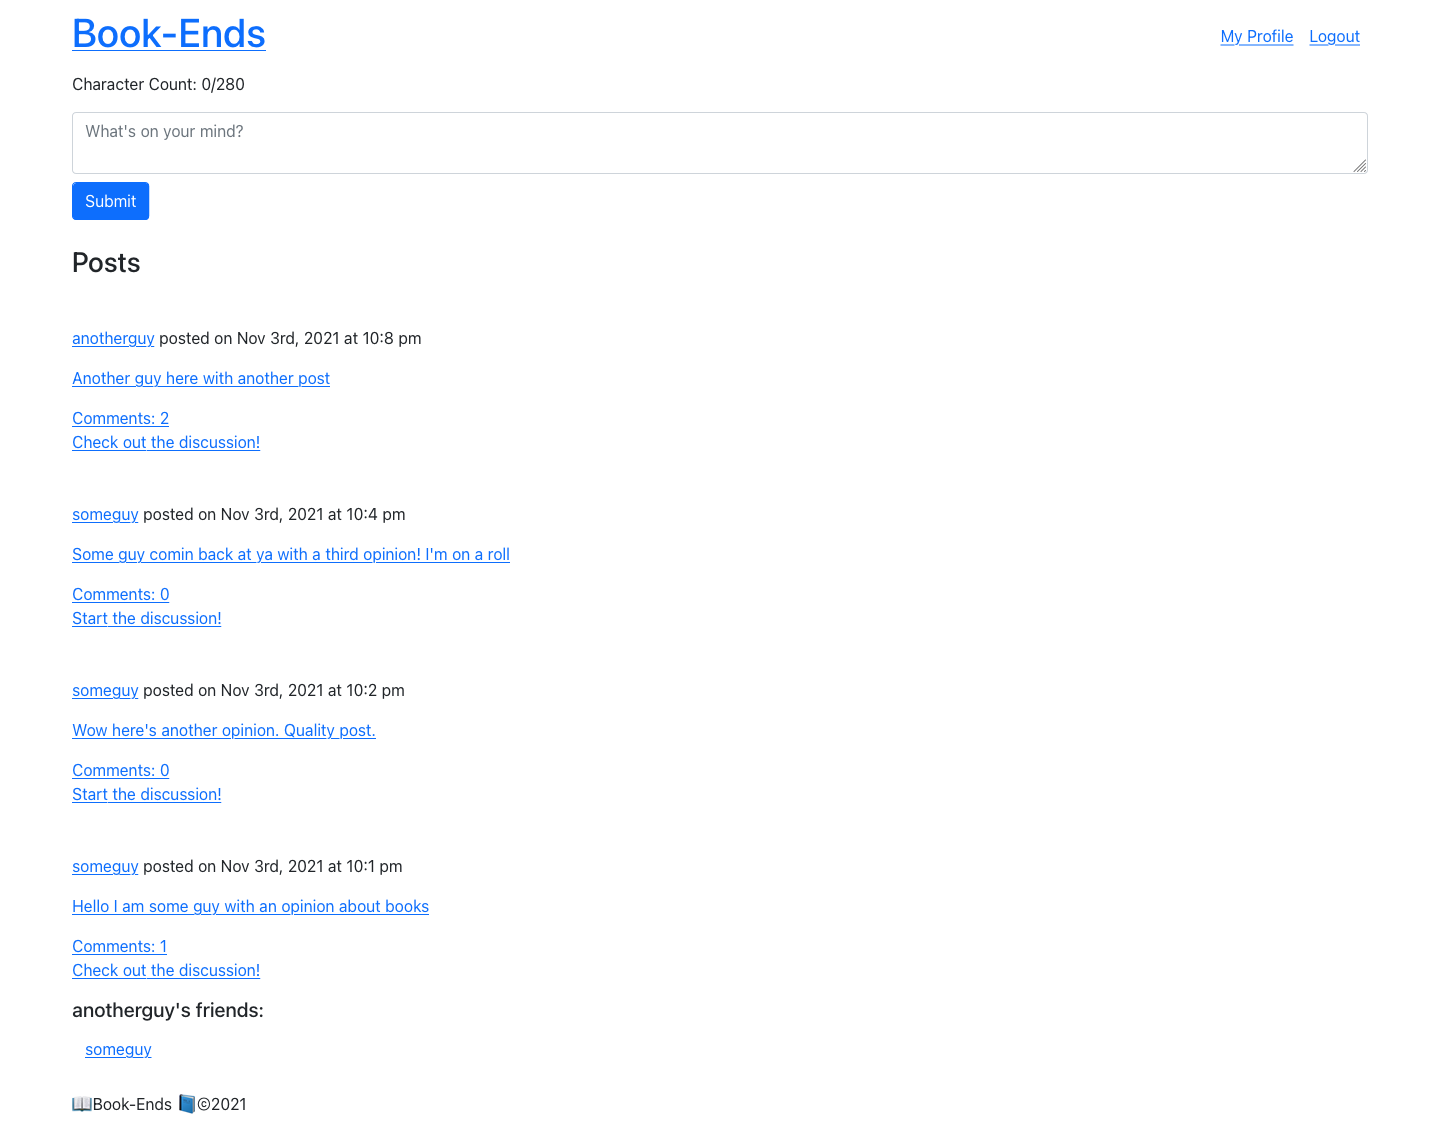 Book-Ends
My Profile Logout
Character Count: 0/280
What's on your mind?
Submit
Posts
anotherguy posted on Nov 3rd, 2021 at 10:8 pm
Another guy here with another post
Comments: 2
Check out the discussion!
someguy posted on Nov 3rd, 2021 at 10:4 pm
Some guy comin back at ya with a third opinion! I'm on a roll
Comments: 0
Start the discussion!
someguy posted on Nov 3rd, 2021 at 10:2 pm
Wow here's another opinion. Quality post.
Comments: 0
Start the discussion!
someguy posted on Nov 3rd, 2021 at 10:1 pm
Hello I am some guy with an opinion about books
Comments: 1
Check out the discussion!
anotherguy's friends:
someguy
📖Book-Ends 📘©2021